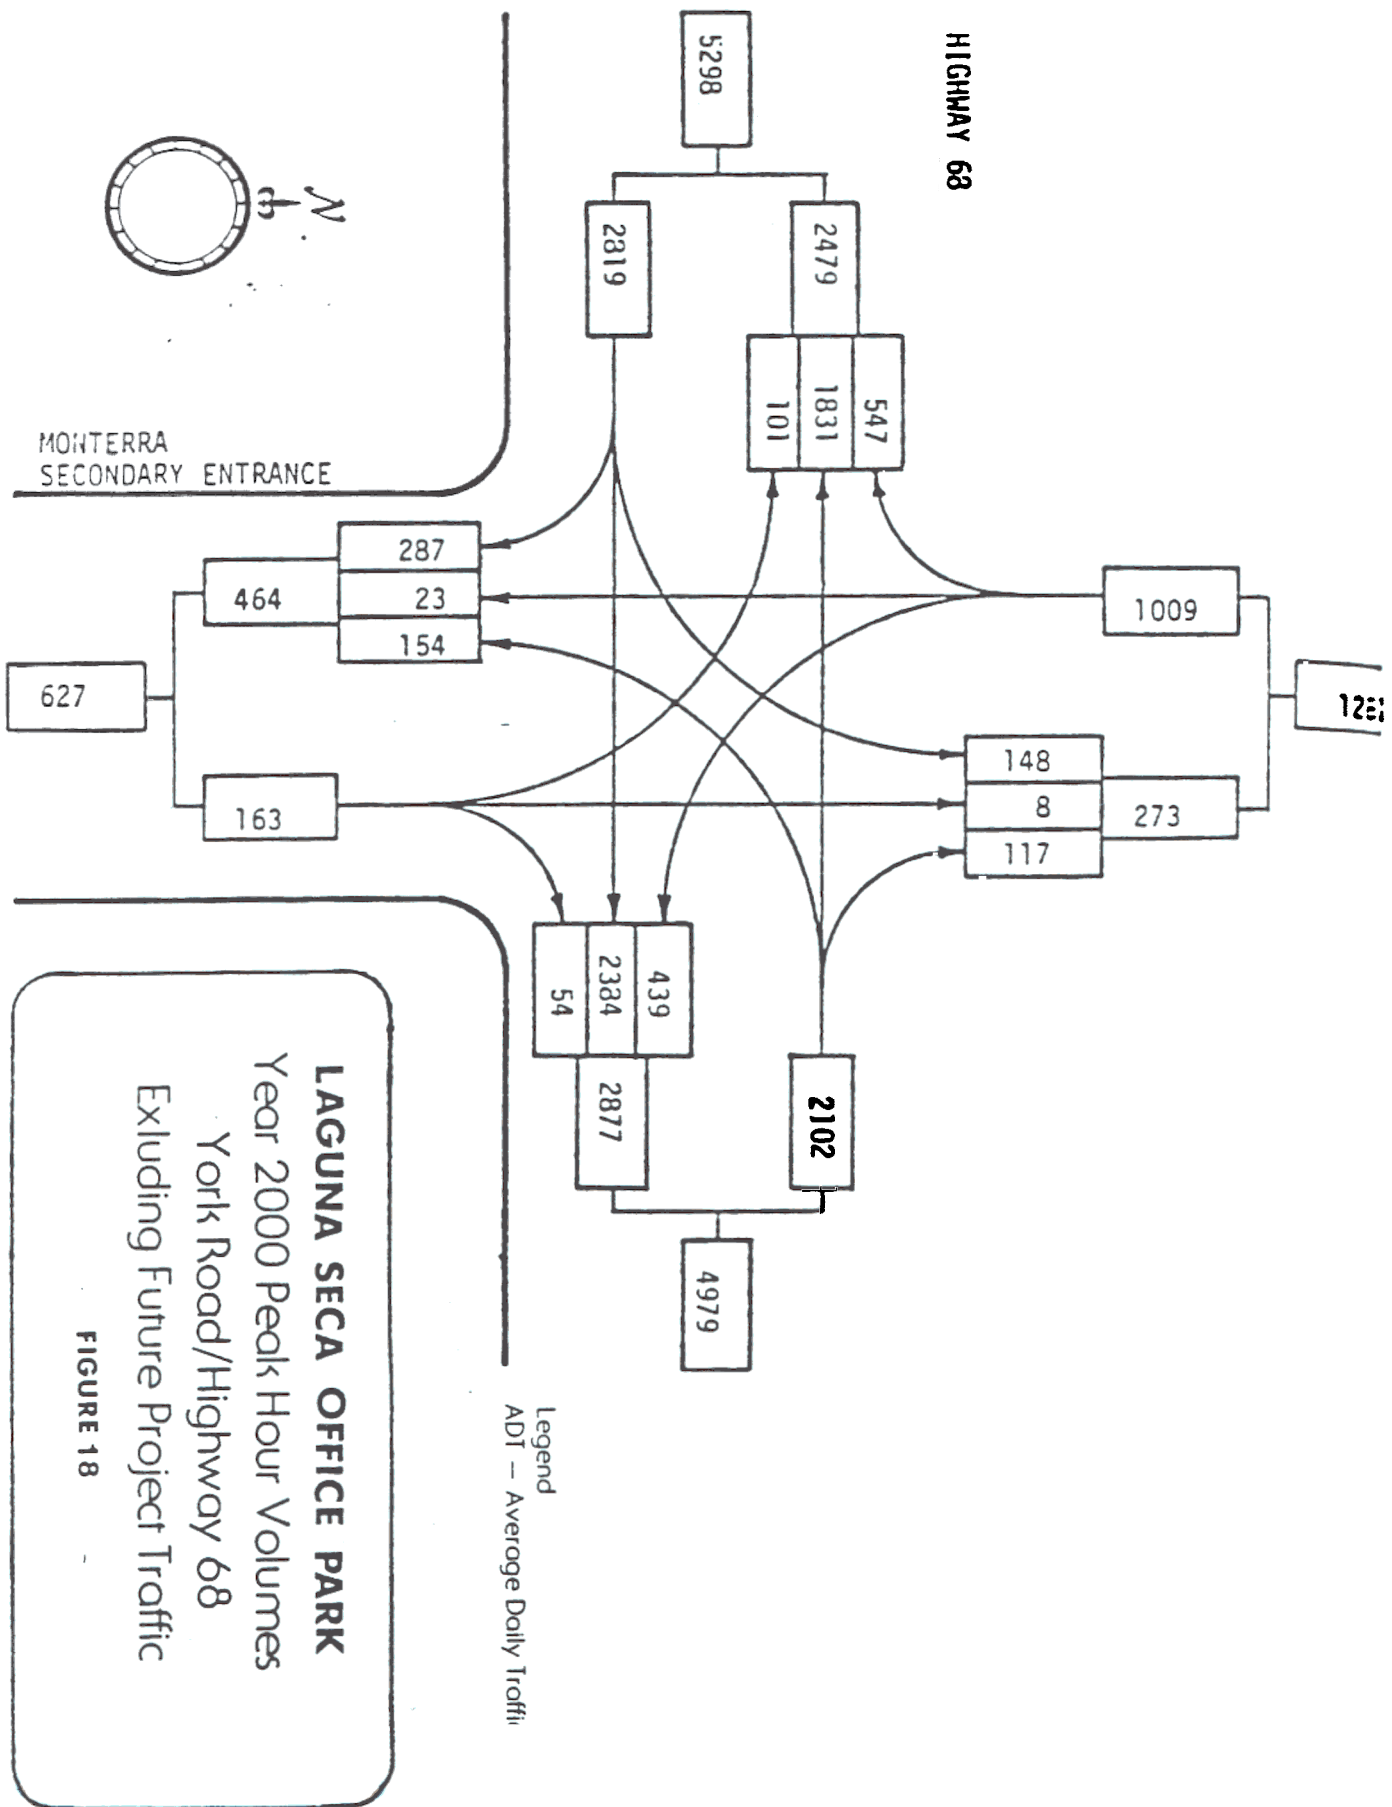 HIGHWAY 68
5298
2819
2479
101
1831
547
N
MONTERRA
SECONDARY ENTRANCE
287
23
154
464
627
163
1009
148
8
117
273
54
2384
439
2877
2102
4979
Legend
ADT — Average Daily Traffic
LAGUNA SECA OFFICE PARK
Year 2000 Peak Hour Volumes
York Road/Highway 68
Exluding Future Project Traffic
FIGURE 18